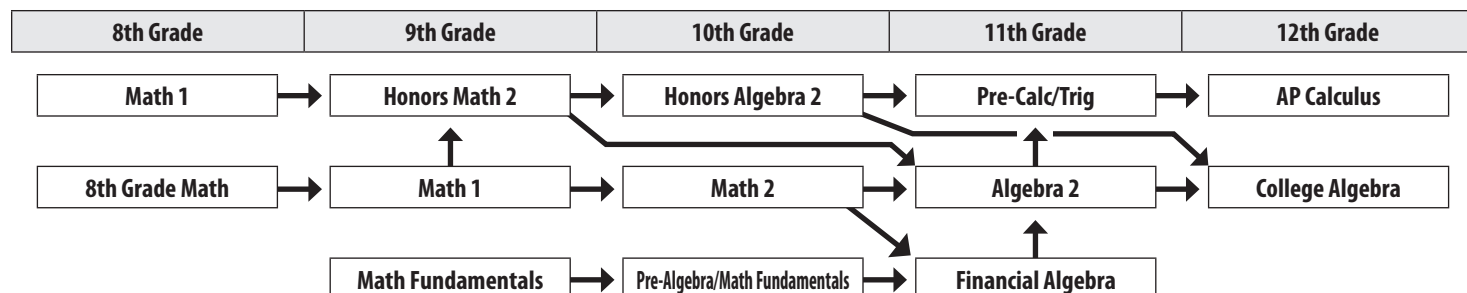 8th Grade 9th Grade 10th Grade 11th Grade 12th Grade
Math 1 Honors Math 2 Honors Algebra 2 Pre-Calc/Trig AP Calculus
8th Grade Math Math 1 Math 2 Algebra 2 College Algebra
Math Fundamentals Pre-Algebra/Math Fundamentals Financial Algebra